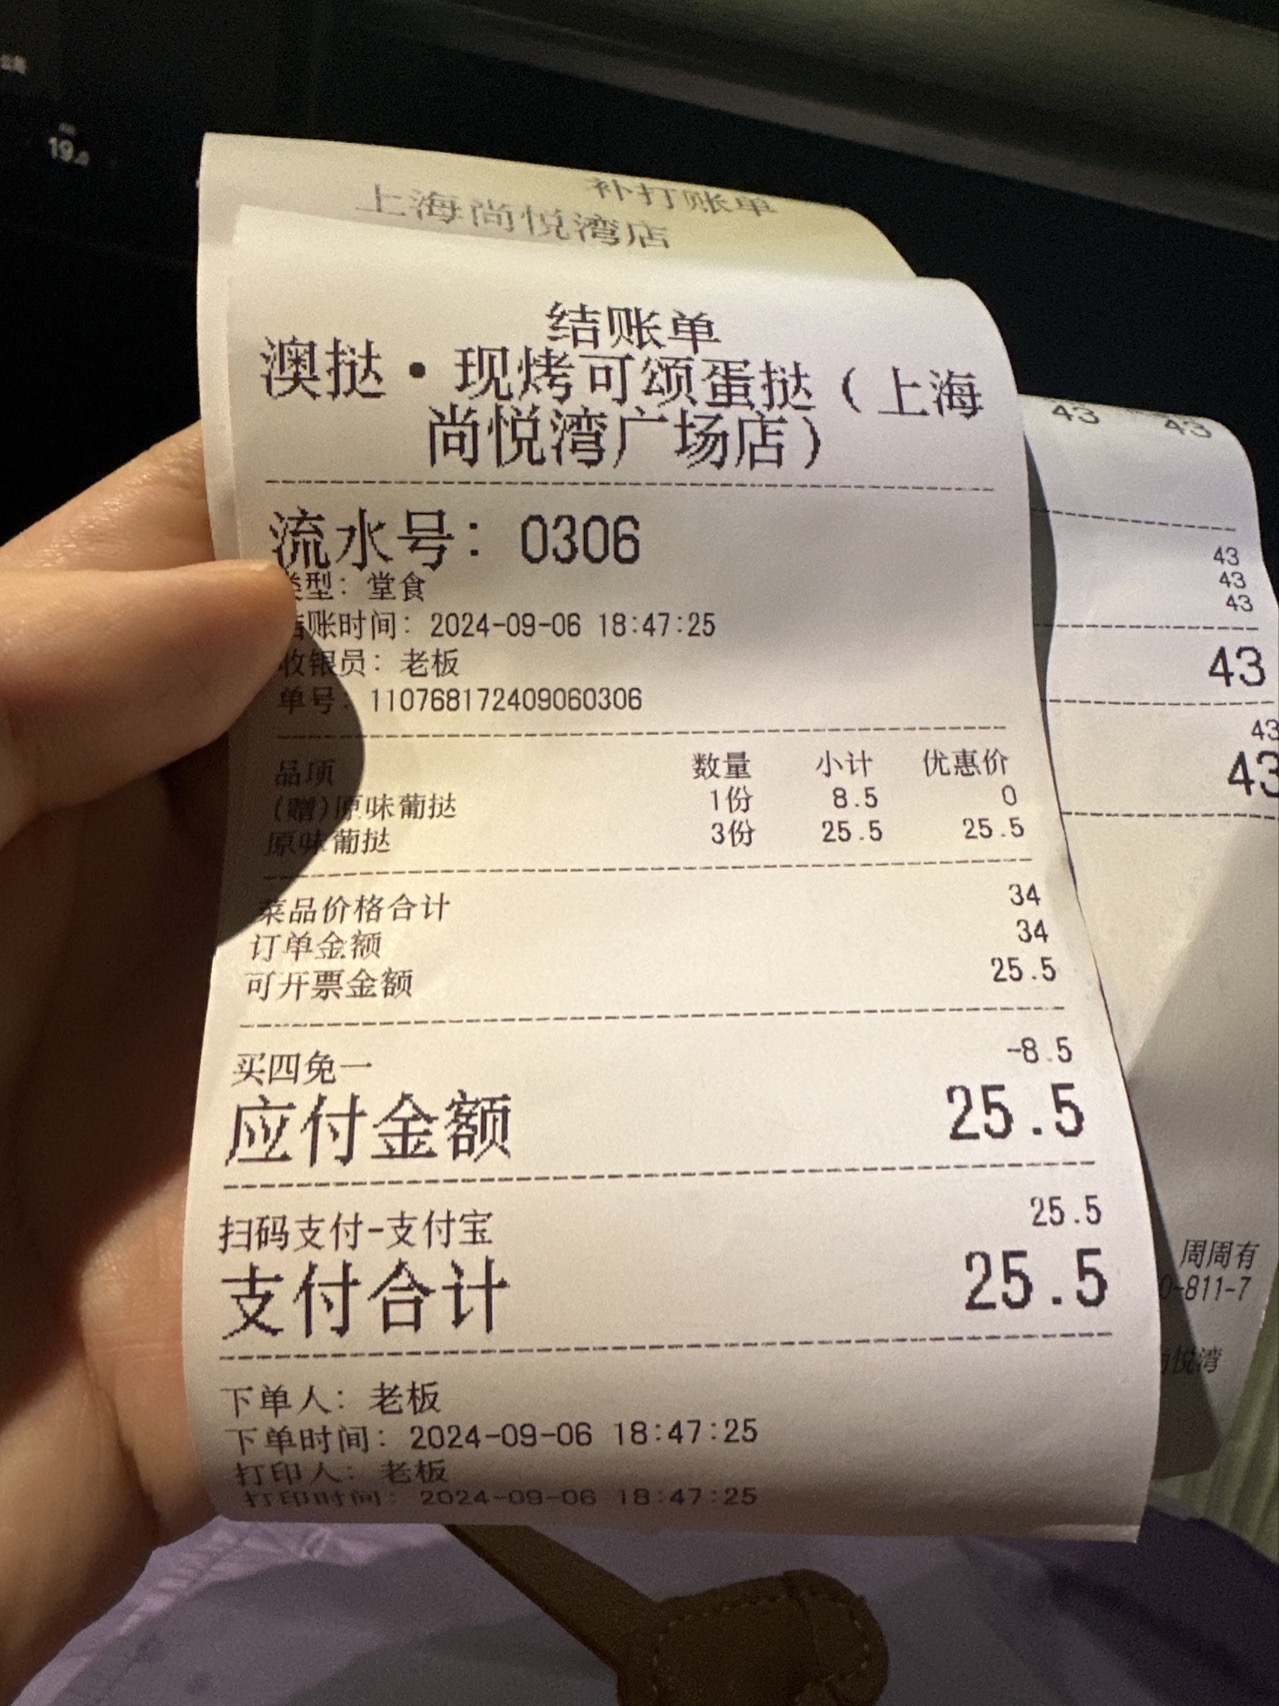 19.0
补打账单
上海尚悦湾店
结账单
澳挞·现烤可颂蛋挞（上海
尚悦湾广场店）
流水号：0306
类型：堂食
结账时间：2024-09-06 18:47:25
收银员：老板
单号：110768172409060306
品项 数量 小计 优惠价
(赠)原味葡挞 1份 8.5 0
原味葡挞 3份 25.5 25.5
菜品价格合计 34
订单金额 34
可开票金额 25.5
买四免一 -8.5
应付金额 25.5
扫码支付-支付宝 25.5
支付合计 25.5
下单人：老板
下单时间：2024-09-06 18:47:25
打印人：老板
打印时间：2024-09-06 18:47:25
43 43
43
43
43
43
43
43
周周有
0-811-7
悦湾